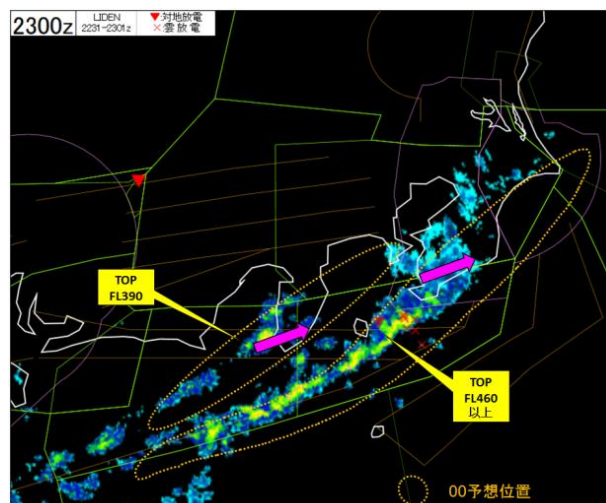 2300z
LIDEN
2231-2301z
▼:対地放電
×:雲放電
TOP
FL390
TOP
FL460
以上
00予想位置